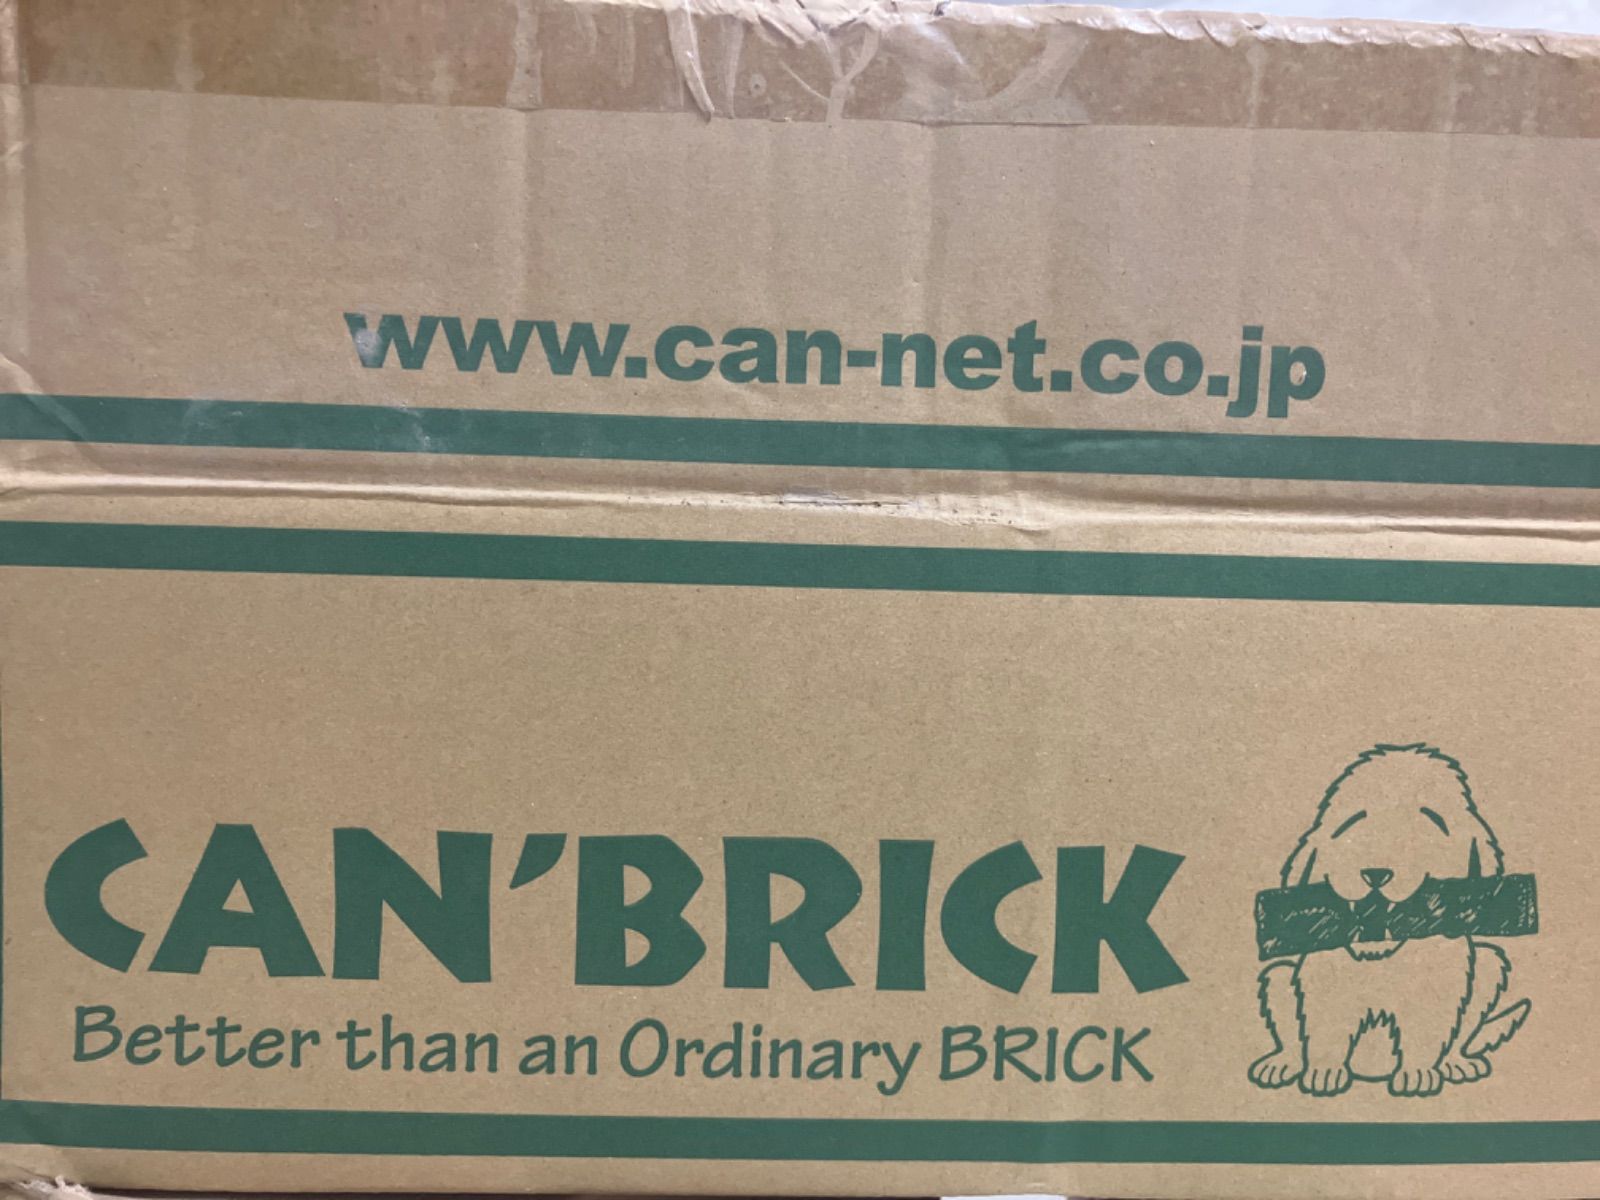 www.can-net.co.jp
CAN'BRICK
Better than an Ordinary BRICK